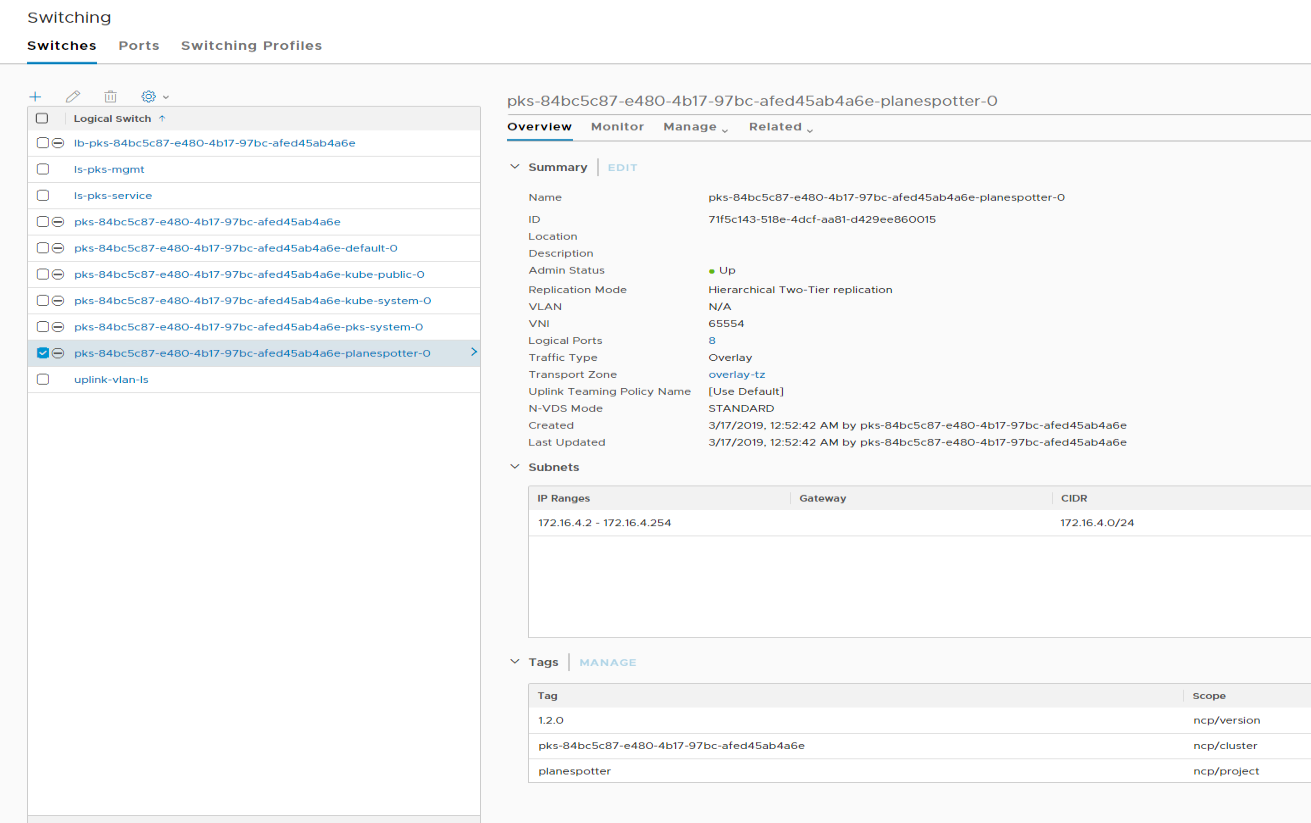 Switching
Switches Ports Switching Profiles
Logical Switch
lb-pks-84bc5c87-e480-4b17-97bc-afed45ab4a6e
ls-pks-mgmt
ls-pks-service
pks-84bc5c87-e480-4b17-97bc-afed45ab4a6e
pks-84bc5c87-e480-4b17-97bc-afed45ab4a6e-default-0
pks-84bc5c87-e480-4b17-97bc-afed45ab4a6e-kube-public-0
pks-84bc5c87-e480-4b17-97bc-afed45ab4a6e-kube-system-0
pks-84bc5c87-e480-4b17-97bc-afed45ab4a6e-pks-system-0
pks-84bc5c87-e480-4b17-97bc-afed45ab4a6e-planespotter-0
uplink-vlan-ls
pks-84bc5c87-e480-4b17-97bc-afed45ab4a6e-planespotter-0
Overview Monitor Manage Related
Summary EDIT
Name pks-84bc5c87-e480-4b17-97bc-afed45ab4a6e-planespotter-0
ID 71f5c143-518e-4dcf-aa81-d429ee860015
Location
Description
Admin Status Up
Replication Mode Hierarchical Two-Tier replication
VLAN N/A
VNI 65554
Logical Ports 8
Traffic Type Overlay
Transport Zone overlay-tz
Uplink Teaming Policy Name [Use Default]
N-VDS Mode STANDARD
Created 3/17/2019, 12:52:42 AM by pks-84bc5c87-e480-4b17-97bc-afed45ab4a6e
Last Updated 3/17/2019, 12:52:42 AM by pks-84bc5c87-e480-4b17-97bc-afed45ab4a6e
Subnets
IP Ranges Gateway CIDR
172.16.4.2 - 172.16.4.254 172.16.4.0/24
Tags MANAGE
Tag Scope
1.2.0 ncp/version
pks-84bc5c87-e480-4b17-97bc-afed45ab4a6e ncp/cluster
planespotter ncp/project